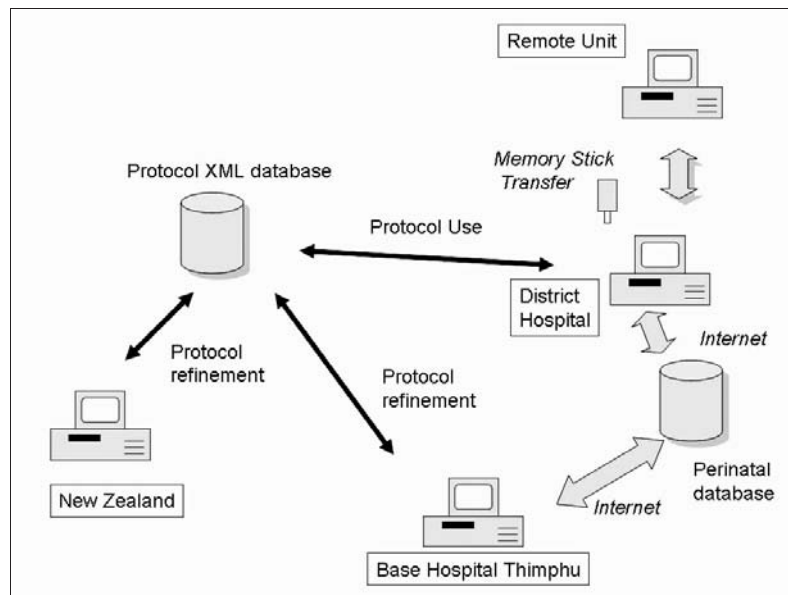 Remote Unit
Memory Stick
Transfer
Protocol XML database
Protocol Use
District
Hospital
Internet
Protocol
refinement
Protocol
refinement
New Zealand
Perinatal
database
Internet
Base Hospital Thimphu